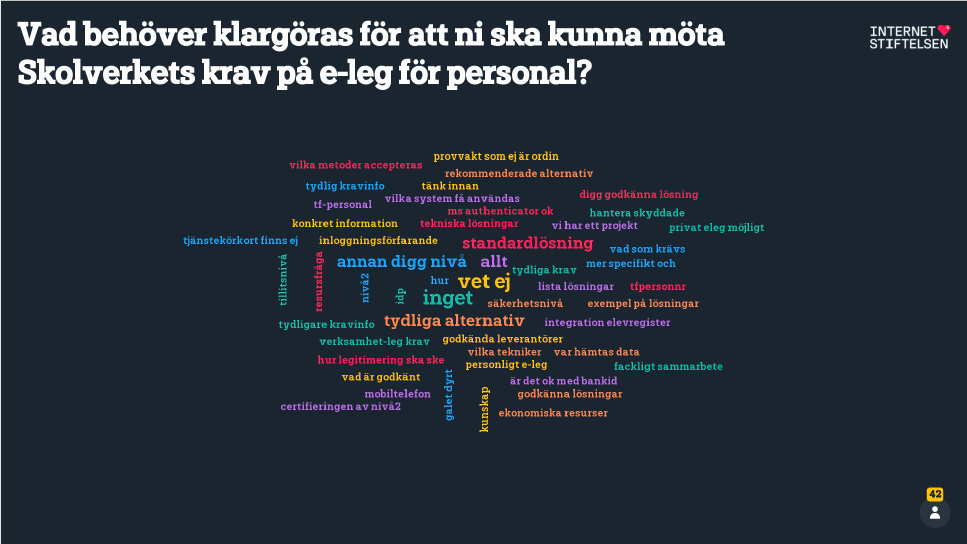 Vad behöver klargöras för att ni ska kunna möta
Skolverkets krav på e-leg för personal?
INTERNET
STIFTELSEN
provvakt som ej är ordin
vilka metoder accepteras
rekommenderade alternativ
tydlig kravinfo
tänk innan
digg godkänna lösning
vilka system få användas
tf-personal
ms authenticator ok
hantera skyddade
konkret information
tekniska lösningar
vi har ett projekt
privat eleg möjligt
tjänstekörkort finns ej
inloggningsförfarande
standardlösning
vad som krävs
annan digg nivå
allt
mer specifikt och
tydliga krav
tillitsnivå
resursfråga
nivå2
hur
vet ej
lista lösningar
tfpersonnr
idp
inget
säkerhetsnivå
exempel på lösningar
tydligare kravinfo
tydliga alternativ
integration elevregister
verksamhet-leg krav
godkända leverantörer
vilka tekniker
var hämtas data
hur legitimering ska ske
personligt e-leg
fackligt sammarbete
vad är godkänt
galet dyrt
är det ok med bankid
mobiltelefon
kunskap
godkänna lösningar
certifieringen av nivå2
ekonomiska resurser
42